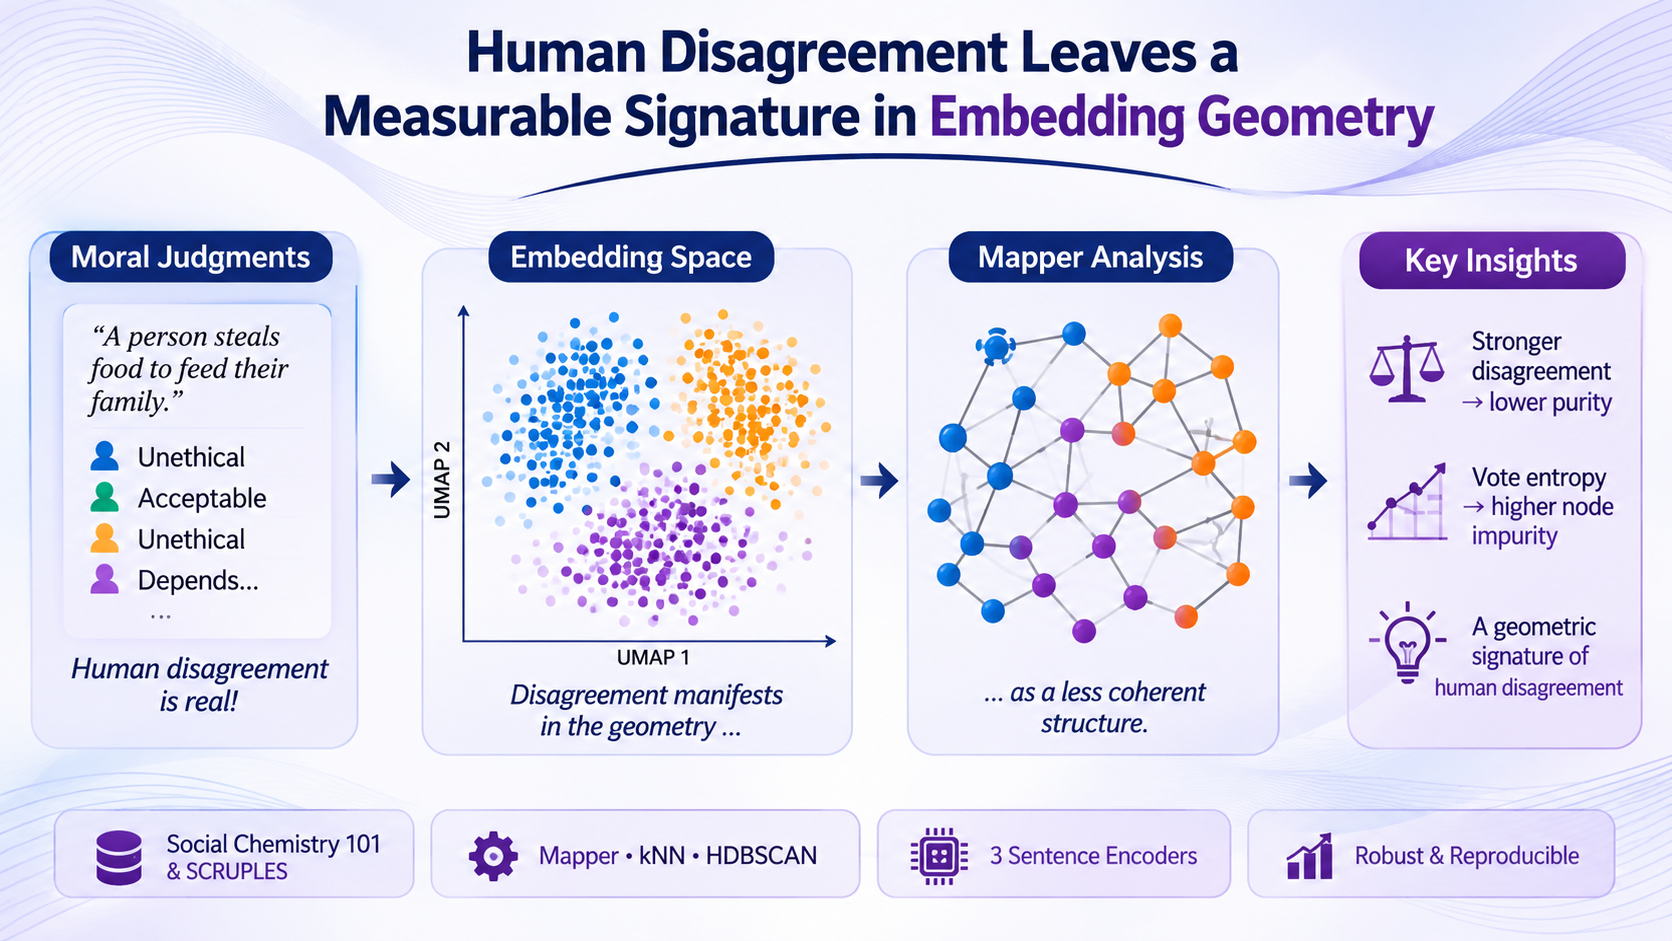 Human Disagreement Leaves a
Measurable Signature in Embedding Geometry
Moral Judgments
“A person steals
food to feed their
family.”
Unethical
Acceptable
Unethical
Depends...
...
Human disagreement
is real!
Embedding Space
UMAP 2
UMAP 1
Disagreement manifests
in the geometry ...
Mapper Analysis
... as a less coherent
structure.
Key Insights
Stronger
disagreement
→ lower purity
Vote entropy
→ higher node
impurity
A geometric
signature of
human disagreement
Social Chemistry 101
& SCRUPLES
Mapper • kNN • HDBSCAN
3 Sentence Encoders
Robust & Reproducible